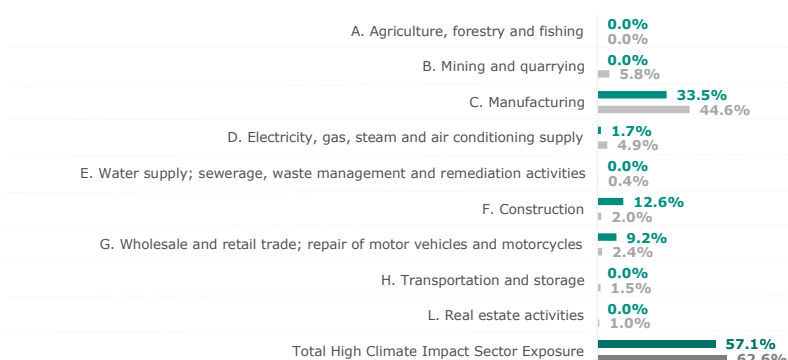 A. Agriculture, forestry and fishing
0.0%
0.0%
B. Mining and quarrying
0.0%
5.8%
C. Manufacturing
33.5%
44.6%
D. Electricity, gas, steam and air conditioning supply
1.7%
4.9%
E. Water supply; sewerage, waste management and remediation activities
0.0%
0.4%
F. Construction
12.6%
2.0%
G. Wholesale and retail trade; repair of motor vehicles and motorcycles
9.2%
2.4%
H. Transportation and storage
0.0%
1.5%
L. Real estate activities
0.0%
1.0%
Total High Climate Impact Sector Exposure
57.1%
62.6%